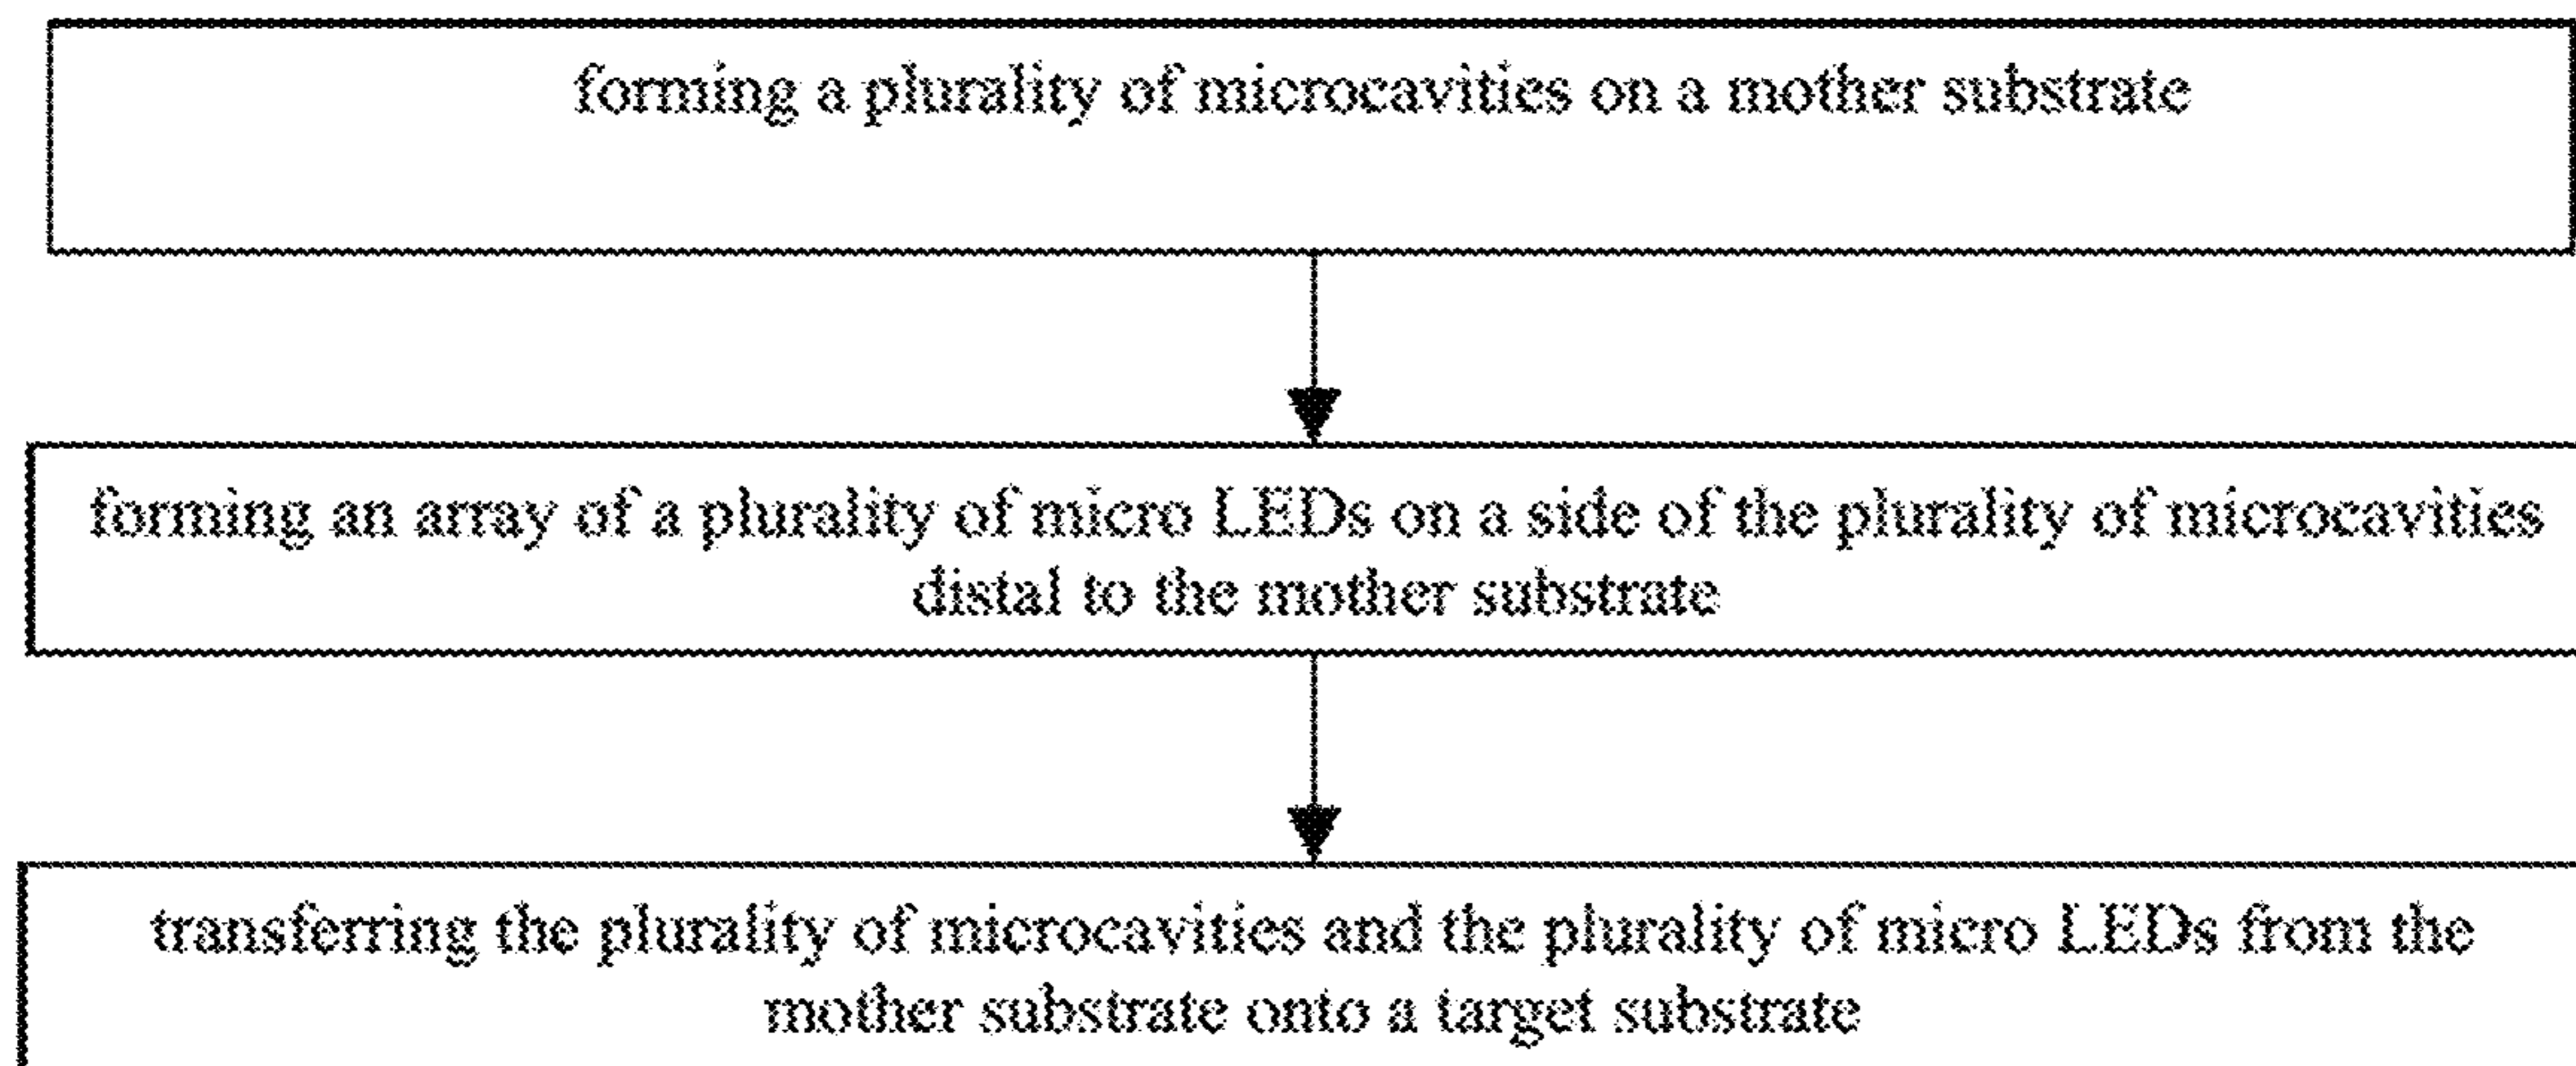 forming a plurality of microcavities on a mother substrate
forming an array of a plurality of micro LEDs on a side of the plurality of microcavities
distal to the mother substrate
transferring the plurality of microcavities and the plurality of micro LEDs from the
mother substrate onto a target substrate